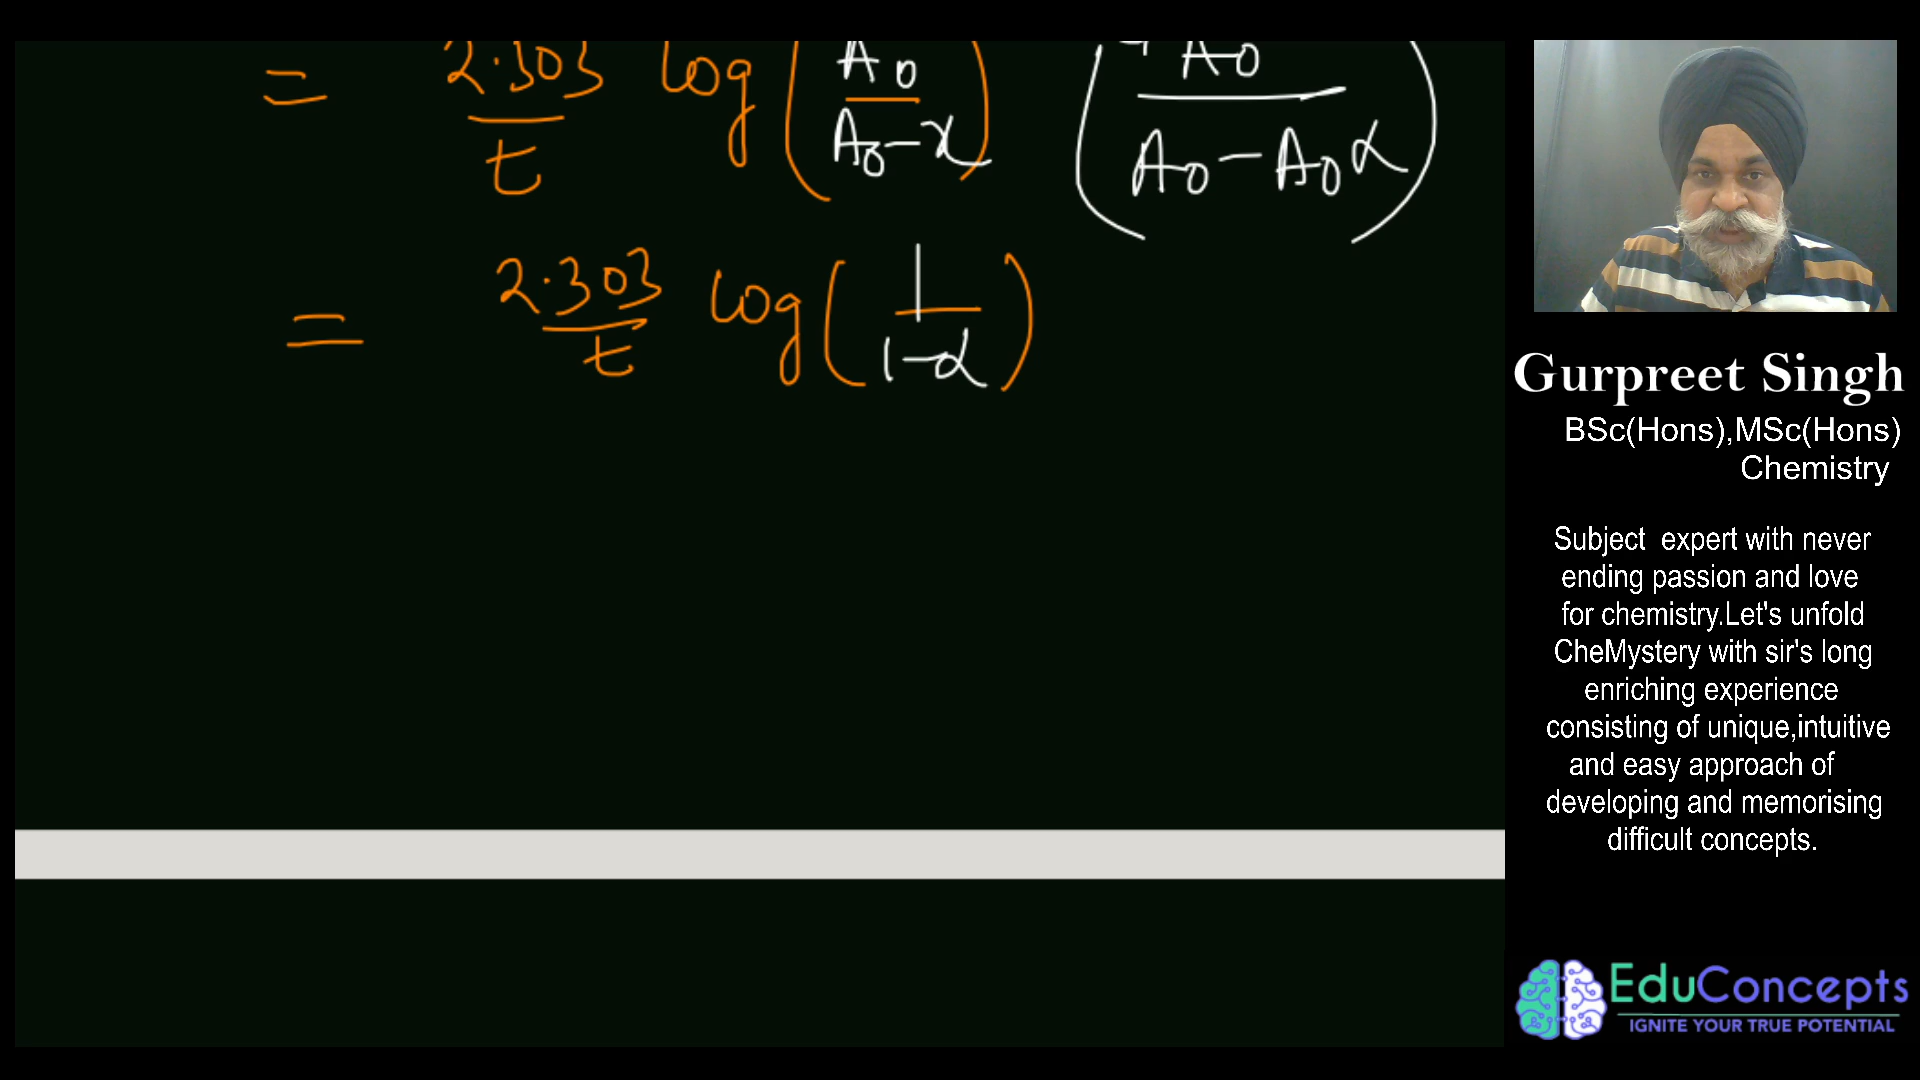 = 2.303/t log (A₀/A₀-x) (A₀/A₀-A₀α)
= 2.303/t log (1/1-α)
Gurpreet Singh
BSc(Hons),MSc(Hons)
Chemistry
Subject expert with never
ending passion and love
for chemistry.Let's unfold
CheMystery with sir's long
enriching experience
consisting of unique,intuitive
and easy approach of
developing and memorising
difficult concepts.
EduConcepts
IGNITE YOUR TRUE POTENTIAL